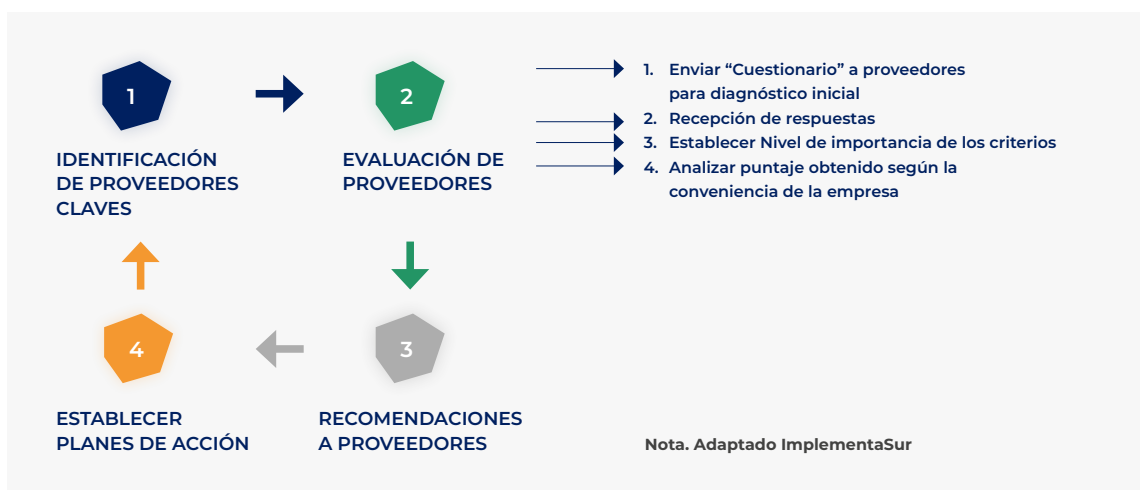 1
IDENTIFICACIÓN
DE PROVEEDORES
CLAVES
2
EVALUACIÓN DE
PROVEEDORES
1. Enviar “Cuestionario” a proveedores
para diagnóstico inicial
2. Recepción de respuestas
3. Establecer Nivel de importancia de los criterios
4. Analizar puntaje obtenido según la
conveniencia de la empresa
3
RECOMENDACIONES
A PROVEEDORES
4
ESTABLECER
PLANES DE ACCIÓN
Nota. Adaptado ImplementaSur